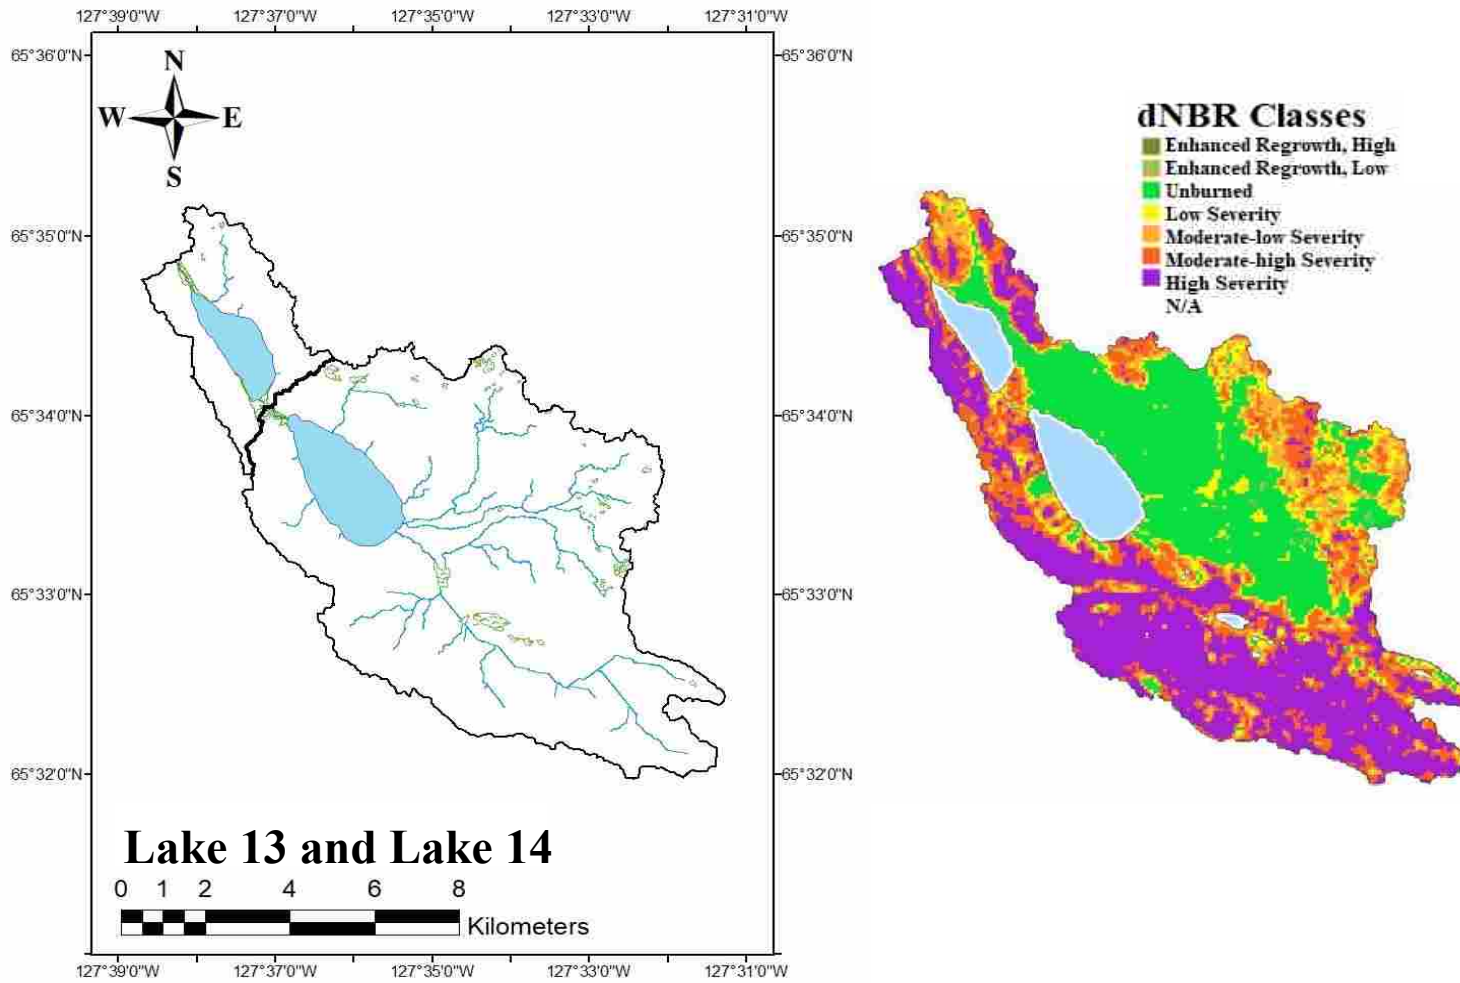 127°39'0"W 127°37'0"W 127°35'0"W 127°33'0"W 127°31'0"W
65°36'0"N 65°36'0"N
N
W E
S
dNBR Classes
Enhanced Regrowth, High
Enhanced Regrowth, Low
Unburned
Low Severity
Moderate-low Severity
Moderate-high Severity
High Severity
N/A
65°35'0"N 65°35'0"N
65°34'0"N 65°34'0"N
65°33'0"N 65°33'0"N
65°32'0"N 65°32'0"N
Lake 13 and Lake 14
0 1 2 4 6 8
Kilometers
127°39'0"W 127°37'0"W 127°35'0"W 127°33'0"W 127°31'0"W